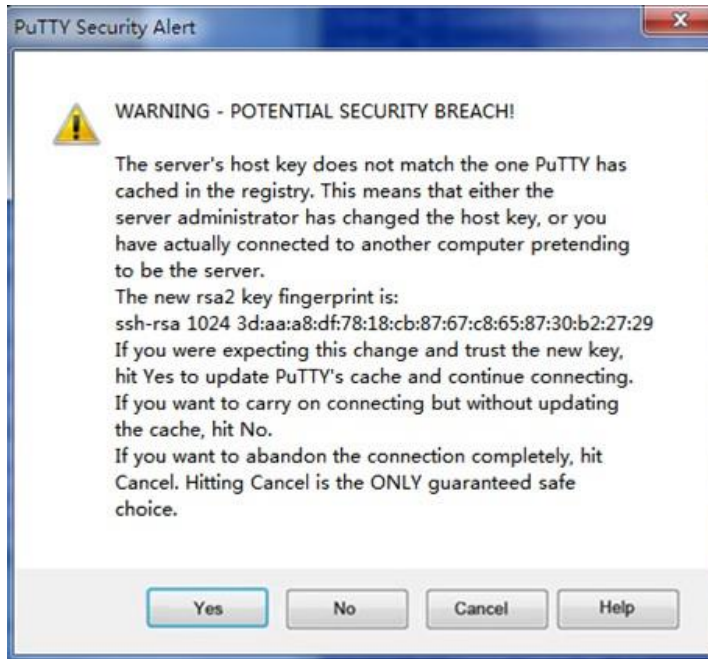 PuTTY Security Alert
WARNING - POTENTIAL SECURITY BREACH!
The server's host key does not match the one PuTTY has
cached in the registry. This means that either the
server administrator has changed the host key, or you
have actually connected to another computer pretending
to be the server.
The new rsa2 key fingerprint is:
ssh-rsa 1024 3d:aa:a8:df:78:18:cb:87:67:c8:65:87:30:b2:27:29
If you were expecting this change and trust the new key,
hit Yes to update PuTTY's cache and continue connecting.
If you want to carry on connecting but without updating
the cache, hit No.
If you want to abandon the connection completely, hit
Cancel. Hitting Cancel is the ONLY guaranteed safe
choice.
Yes No Cancel Help